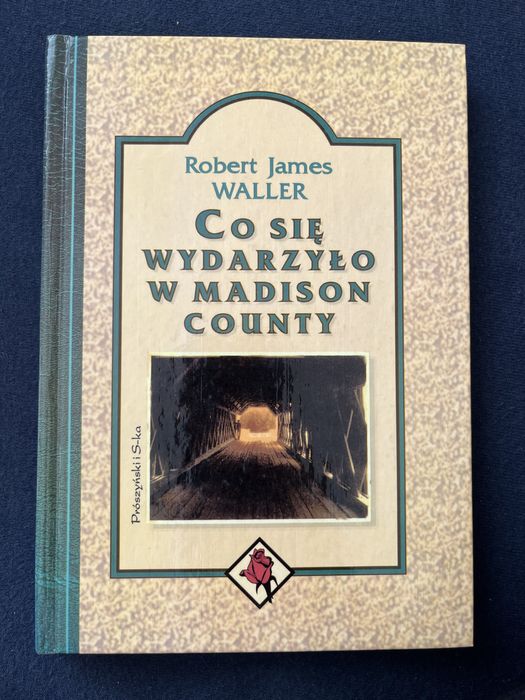 Robert James
WALLER
CO SIĘ
WYDARZYŁO
W MADISON
COUNTY
Prószyński i S-ka